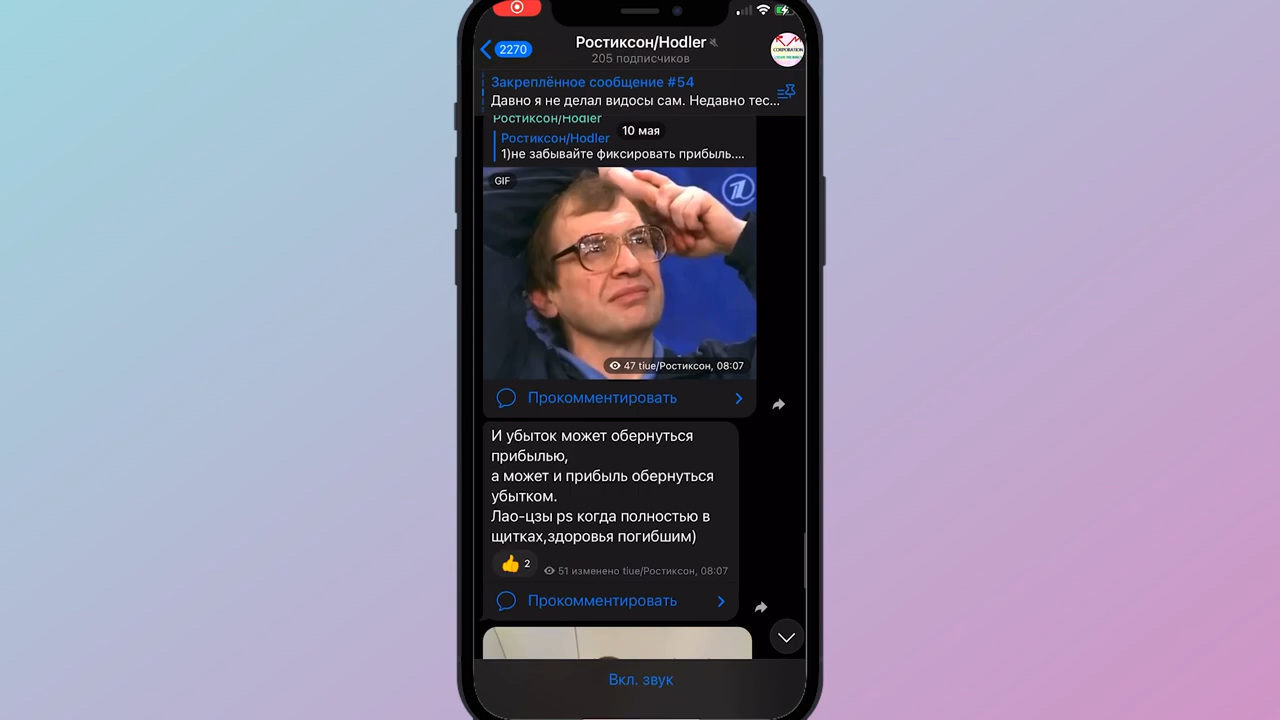 2270
Ростиксон/Hodler
205 подписчиков
CORPORATION
Закреплённое сообщение #54
Давно я не делал видосы сам. Недавно тес...
Ростиксон/Hodler
10 мая
Ростиксон/Hodler
1)не забывайте фиксировать прибыль....
GIF
1
47 tiue/Ростиксон, 08:07
Прокомментировать
И убыток может обернуться
прибылью,
а может и прибыль обернуться
убытком.
Лао-цзы ps когда полностью в
щитках,здоровья погибшим)
👍 2
51 изменено tiue/Ростиксон, 08:07
Прокомментировать
Вкл. звук